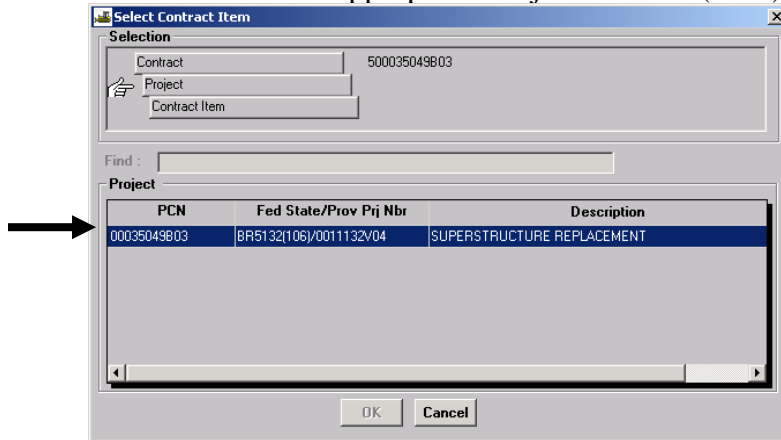 Select Contract Item
Selection
Contract 500035049B03
Project
Contract Item
Find :
Project
PCN Fed State/Prov Prj Nbr Description
00035049B03 BR5132(106)/0011132V04 SUPERSTRUCTURE REPLACEMENT
OK Cancel